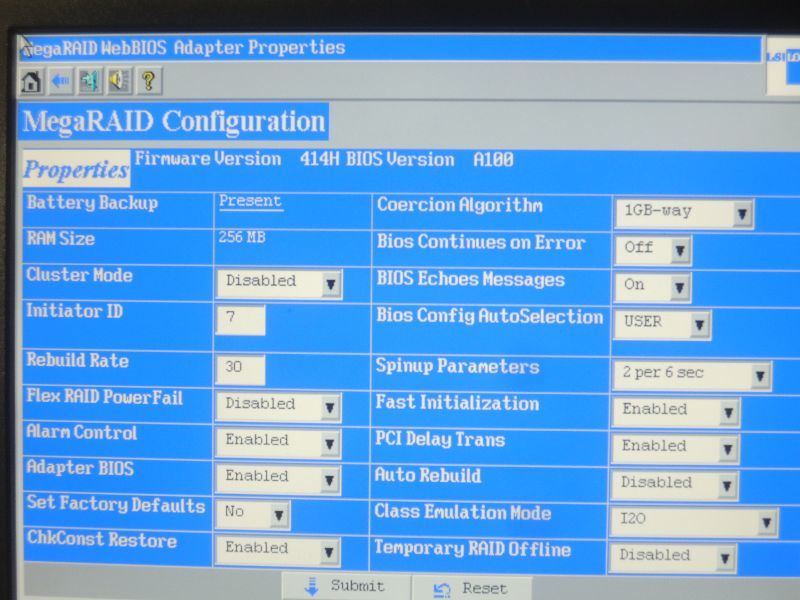 MegaRAID WebBIOS Adapter Properties
LSI
?
MegaRAID Configuration
Properties Firmware Version 414H BIOS Version A100
Battery Backup Present Coercion Algorithm 1GB-way
RAM Size 256 MB Bios Continues on Error Off
Cluster Mode Disabled BIOS Echoes Messages On
Initiator ID 7 Bios Config AutoSelection USER
Rebuild Rate 30 Spinup Parameters 2 per 6 sec
Flex RAID PowerFail Disabled Fast Initialization Enabled
Alarm Control Enabled PCI Delay Trans Enabled
Adapter BIOS Enabled Auto Rebuild Disabled
Set Factory Defaults No Class Emulation Mode I2O
ChkConst Restore Enabled Temporary RAID Offline Disabled
Submit Reset